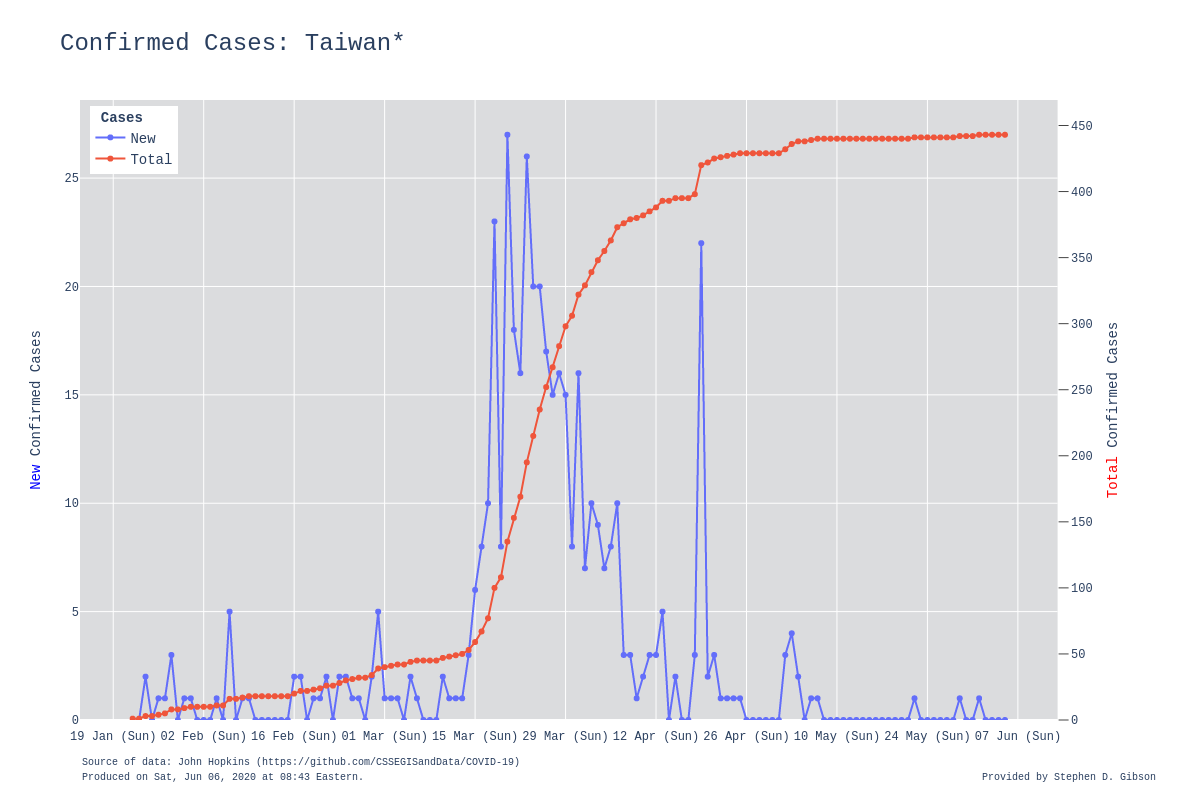 Confirmed Cases: Taiwan*
Cases
New
Total
25
20
15
10
5
0
450
400
350
300
250
200
150
100
50
0
New Confirmed Cases
Total Confirmed Cases
19 Jan (Sun) 02 Feb (Sun) 16 Feb (Sun) 01 Mar (Sun) 15 Mar (Sun) 29 Mar (Sun) 12 Apr (Sun) 26 Apr (Sun) 10 May (Sun) 24 May (Sun) 07 Jun (Sun)
Source of data: John Hopkins (https://github.com/CSSEGISandData/COVID-19)
Produced on Sat, Jun 06, 2020 at 08:43 Eastern.
Provided by Stephen D. Gibson